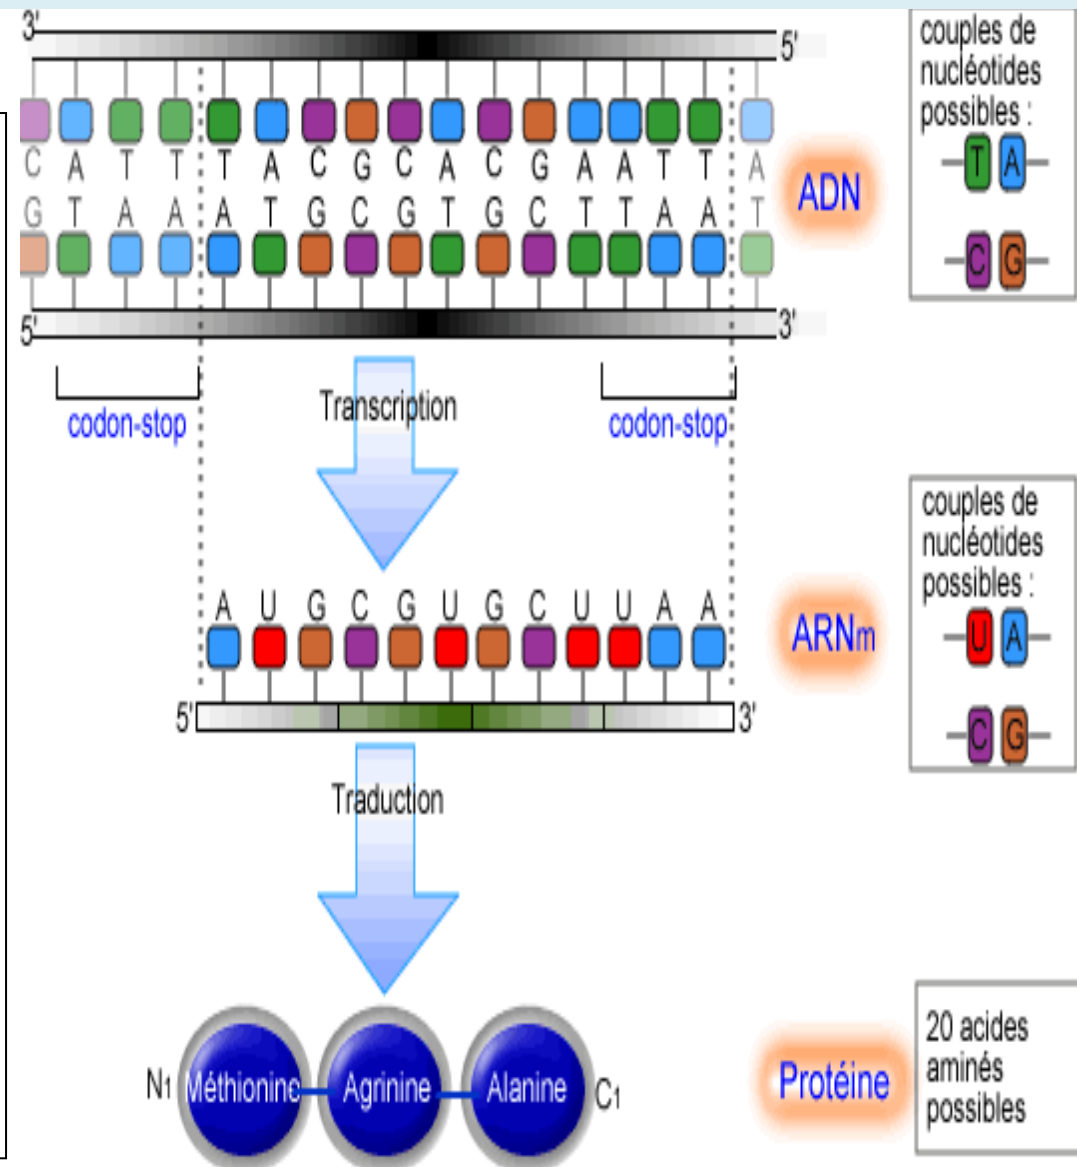 3'
5'
C A T T T A C G C A C G A A T T A
G T A A A T G C G T G C T T A A T
5'
3'
ADN
couples de
nucléotides
possibles :
T A
C G
codon-stop
Transcription
codon-stop
A U G C G U G C U U A A
5'
3'
ARNm
couples de
nucléotides
possibles :
U A
C G
Traduction
N1 Méthionine Agrinine Alanine C1
Protéine
20 acides
aminés
possibles